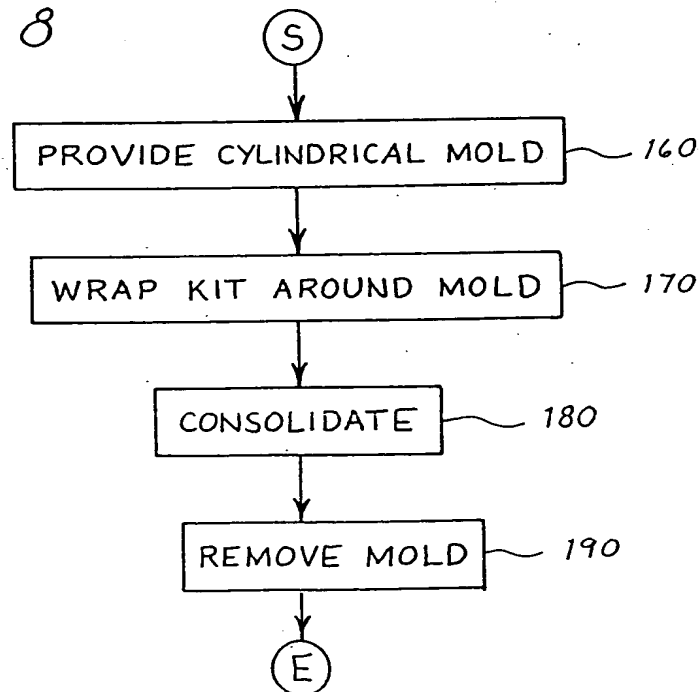 8
S
PROVIDE CYLINDRICAL MOLD 160
WRAP KIT AROUND MOLD 170
CONSOLIDATE 180
REMOVE MOLD 190
E